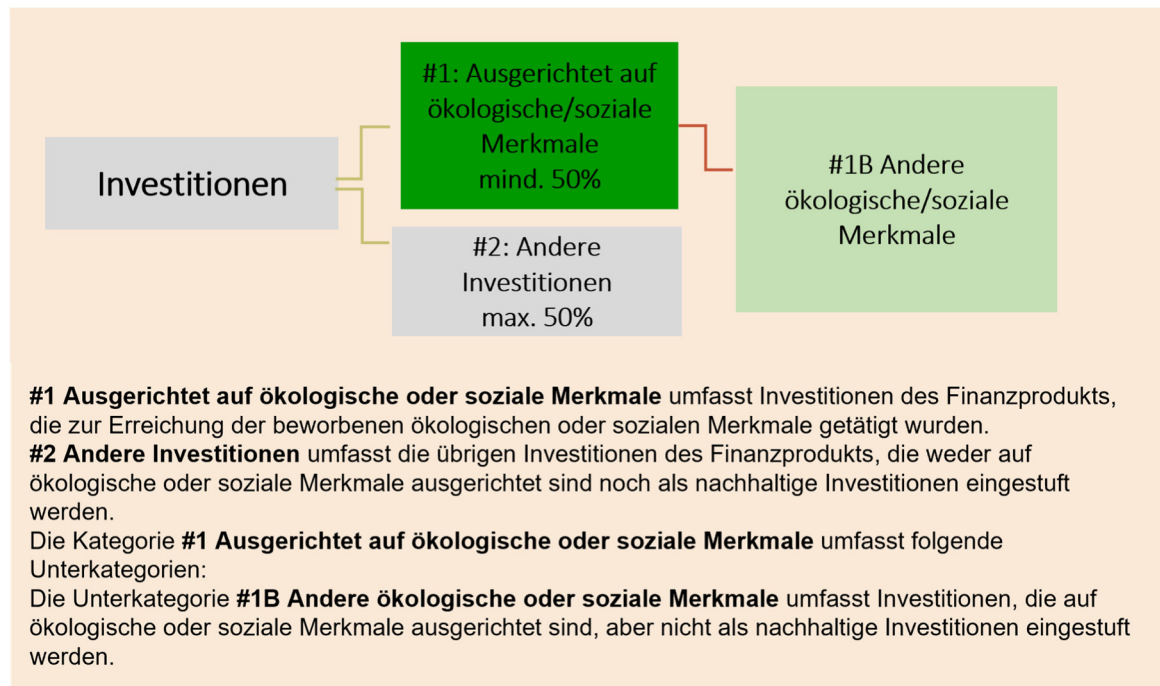 Investitionen
#1: Ausgerichtet auf
ökologische/soziale
Merkmale
mind. 50%
#2: Andere
Investitionen
max. 50%
#1B Andere
ökologische/soziale
Merkmale
#1 Ausgerichtet auf ökologische oder soziale Merkmale umfasst Investitionen des Finanzprodukts,
die zur Erreichung der beworbenen ökologischen oder sozialen Merkmale getätigt wurden.
#2 Andere Investitionen umfasst die übrigen Investitionen des Finanzprodukts, die weder auf
ökologische oder soziale Merkmale ausgerichtet sind noch als nachhaltige Investitionen eingestuft
werden.
Die Kategorie #1 Ausgerichtet auf ökologische oder soziale Merkmale umfasst folgende
Unterkategorien:
Die Unterkategorie #1B Andere ökologische oder soziale Merkmale umfasst Investitionen, die auf
ökologische oder soziale Merkmale ausgerichtet sind, aber nicht als nachhaltige Investitionen eingestuft
werden.